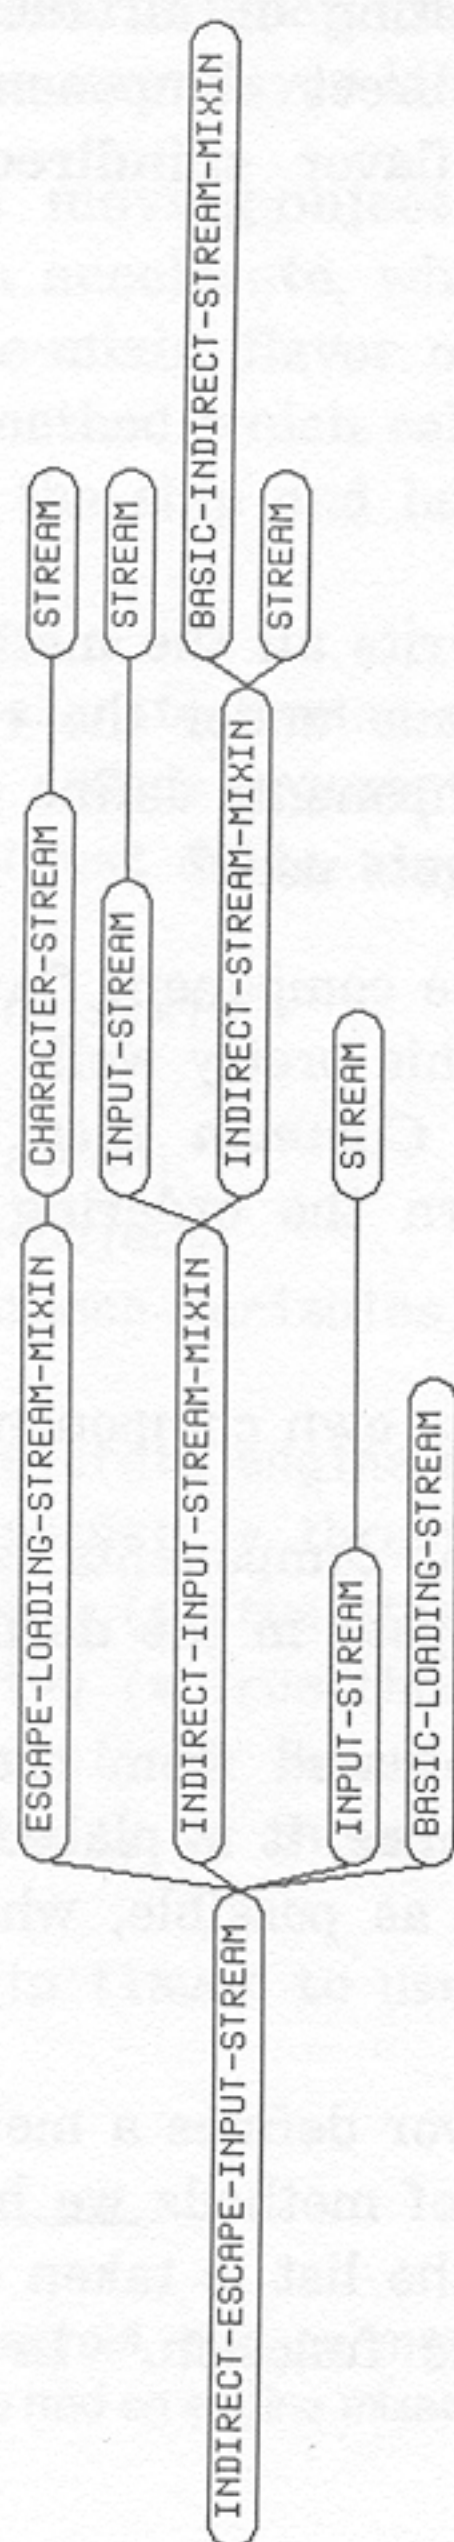 INDIRECT-ESCAPE-INPUT-STREAM
ESCAPE-LOADING-STREAM-MIXIN
CHARACTER-STREAM
STREAM
INDIRECT-INPUT-STREAM-MIXIN
INPUT-STREAM
STREAM
INDIRECT-STREAM-MIXIN
BASIC-INDIRECT-STREAM-MIXIN
STREAM
INPUT-STREAM
STREAM
BASIC-LOADING-STREAM